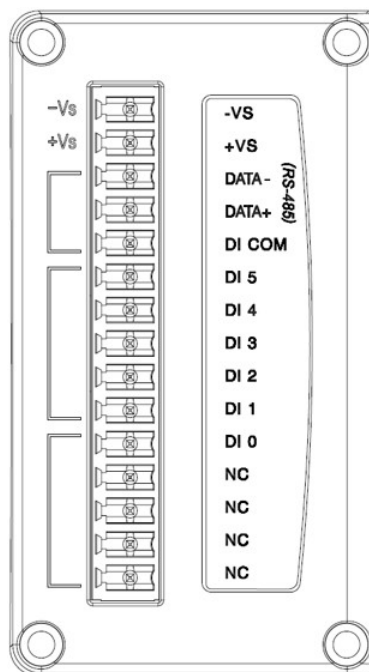 -Vs
+Vs
-VS
+VS
DATA -
DATA+
(RS-485)
DI COM
DI 5
DI 4
DI 3
DI 2
DI 1
DI 0
NC
NC
NC
NC